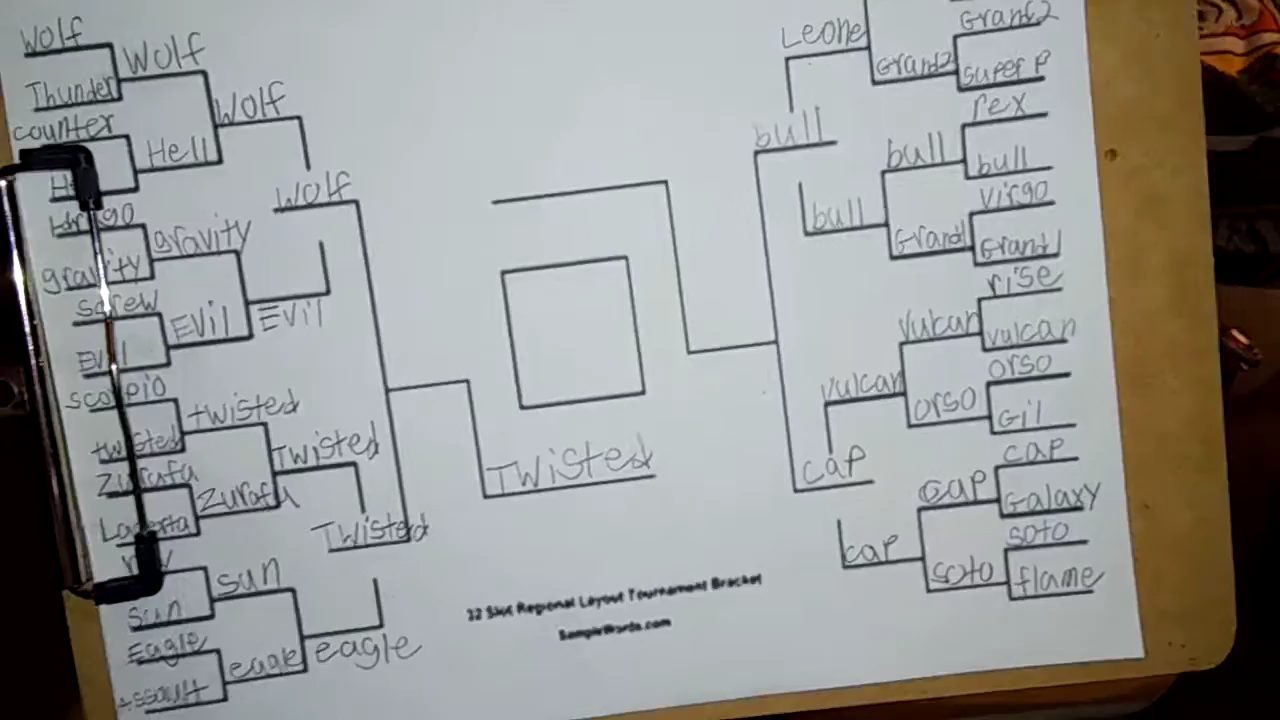 Wolf
Thunder
counter
gravity
screw
Evil
scorpio
twisted
Zurafa
Lacerta
sun
Eagle
Wolf
Hell
gravity
Evil
twisted
Zurafa
sun
eagle
Wolf
Evil
Twisted
eagle
Wolf
Twisted
Twisted
32 Slot Regional Layout Tournament Bracket
SampleWords.com
bull
cap
Leone
bull
vulcan
cap
Grand2
bull
Grand1
vulcan
orso
cap
soto
Grand2
super P
rex
bull
virgo
Grand1
rise
vulcan
orso
Gil
cap
Galaxy
soto
flame